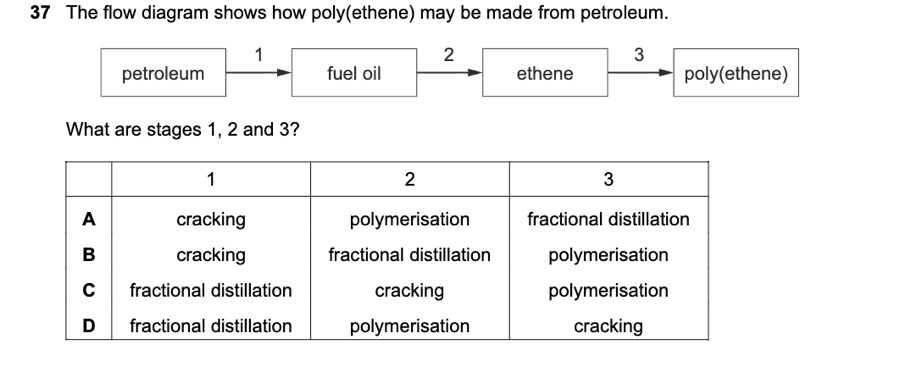 37 The flow diagram shows how poly(ethene) may be made from petroleum.
1 2 3
petroleum fuel oil ethene poly(ethene)
What are stages 1, 2 and 3?
1 2 3
A cracking polymerisation fractional distillation
B cracking fractional distillation polymerisation
C fractional distillation cracking polymerisation
D fractional distillation polymerisation cracking